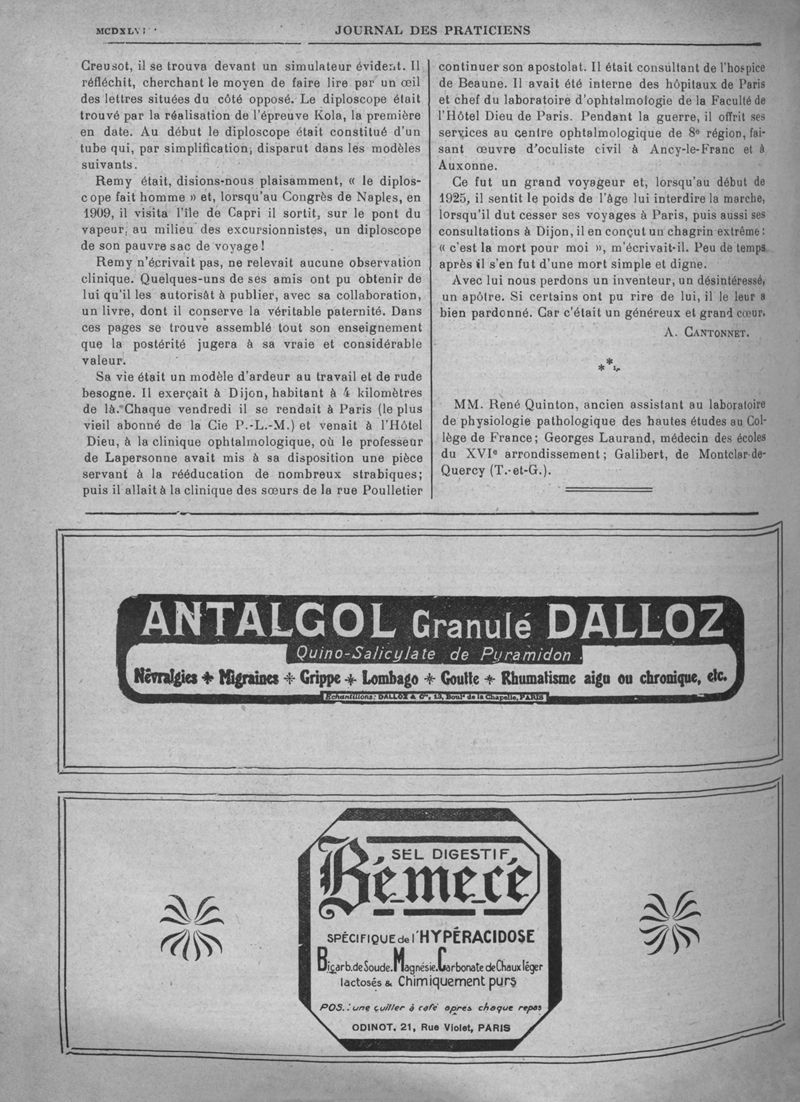 JOURNAL DES PRATICIENS
Creusot, il se trouva devant un simulateur évident. Il
réfléchit, cherchant le moyen de faire lire par un œil
des lettres situées du côté opposé. Le diploscope était
trouvé par la réalisation de l'épreuve Kola, la première
en date. Au début le diploscope était constitué d'un
tube qui, par simplification, disparut dans les modèles
suivants.
Remy était, disions-nous plaisamment, « le diplos-
cope fait homme » et, lorsqu'au Congrès de Naples, en
1909, il visita l'île de Capri il sortit, sur le pont du
vapeur, au milieu des excursionnistes, un diploscope
de son pauvre sac de voyage !
Remy n'écrivait pas, ne relevait aucune observation
clinique. Quelques-uns de ses amis ont pu obtenir de
lui qu'il les autorisât à publier, avec sa collaboration,
un livre, dont il conserve la véritable paternité. Dans
ces pages se trouve assemblé tout son enseignement
que la postérité jugera à sa vraie et considérable
valeur.
Sa vie était un modèle d'ardeur au travail et de rude
besogne. Il exerçait à Dijon, habitant à 4 kilomètres
de là. Chaque vendredi il se rendait à Paris (le plus
vieil abonné de la Cie P.-L.-M.) et venait à l'Hôtel
Dieu, à la clinique ophtalmologique, où le professeur
de Lapersonne avait mis à sa disposition une pièce
servant à la rééducation de nombreux strabiques;
puis il allait à la clinique des sœurs de la rue Poulletier
continuer son apostolat. Il était consultant de l'hospice
de Beaune. Il avait été interne des hôpitaux de Paris
et chef du laboratoire d'ophtalmologie de la Faculté de
l'Hôtel Dieu de Paris. Pendant la guerre, il offrit ses
services au centre ophtalmologique de 8e région, fai-
sant œuvre d'oculiste civil à Ancy-le-Franc et à
Auxonne.
Ce fut un grand voyageur et, lorsqu'au début de
1925, il sentit le poids de l'âge lui interdire la marche,
lorsqu'il dut cesser ses voyages à Paris, puis aussi ses
consultations à Dijon, il en conçut un chagrin extrême :
« c'est la mort pour moi », m'écrivait-il. Peu de temps
après il s'en fut d'une mort simple et digne.
Avec lui nous perdons un inventeur, un désintéressé,
un apôtre. Si certains ont pu rire de lui, il le leur a
bien pardonné. Car c'était un généreux et grand cœur.
A. CANTONNET.
* * *
MM. René Quinton, ancien assistant au laboratoire
de physiologie pathologique des hautes études au Col-
lège de France; Georges Laurand, médecin des écoles
du XVIe arrondissement; Galibert, de Montclar-de-
Quercy (T.-et-G.).
ANTALGOL Granulé DALLOZ
Quino-Salicylate de Pyramidon.
Névralgies * Migraines * Grippe * Lombago * Goutte * Rhumatisme aigu ou chronique, etc.
Echantillons: DALLOZ & Cie, 13, Boulᵈ de la Chapelle, PARIS
SEL DIGESTIF,
Bé-me-cé
SPÉCIFIQUE de l'HYPÉRACIDOSE
Bicarb. de Soude. Magnésie. Carbonate de Chaux léger
lactosés & Chimiquement purs
POS.: une cuiller à café après chaque repas
ODINOT, 21, Rue Violet, PARIS